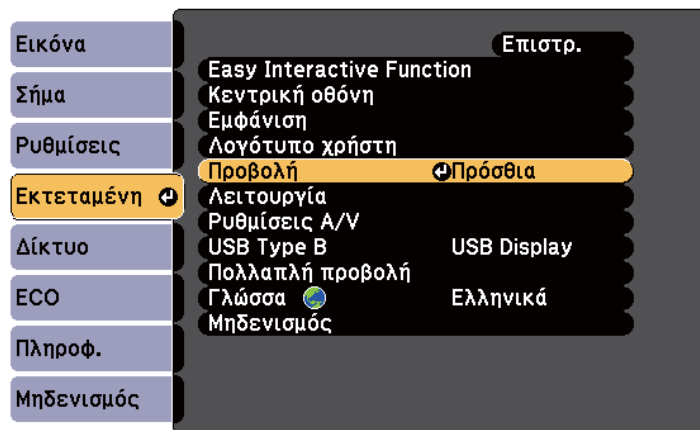 Εικόνα
Σήμα
Ρυθμίσεις
Εκτεταμένη
Δίκτυο
ECO
Πληροφ.
Μηδενισμός
Επιστρ.
Easy Interactive Function
Κεντρική οθόνη
Εμφάνιση
Λογότυπο χρήστη
Προβολή Πρόσθια
Λειτουργία
Ρυθμίσεις A/V
USB Type B USB Display
Πολλαπλή προβολή
Γλώσσα Ελληνικά
Μηδενισμός